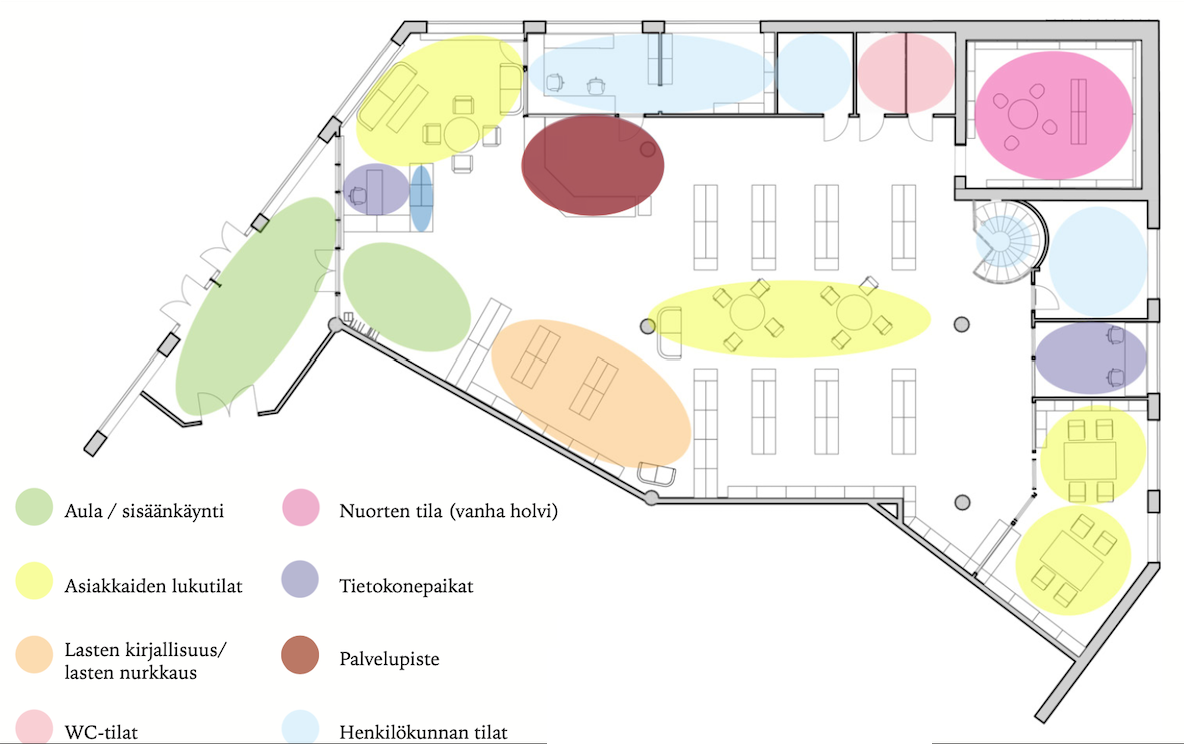 Aula / sisäänkäynti
Asiakkaiden lukutilat
Lasten kirjallisuus/
lasten nurkkaus
WC-tilat
Nuorten tila (vanha holvi)
Tietokonepaikat
Palvelupiste
Henkilökunnan tilat